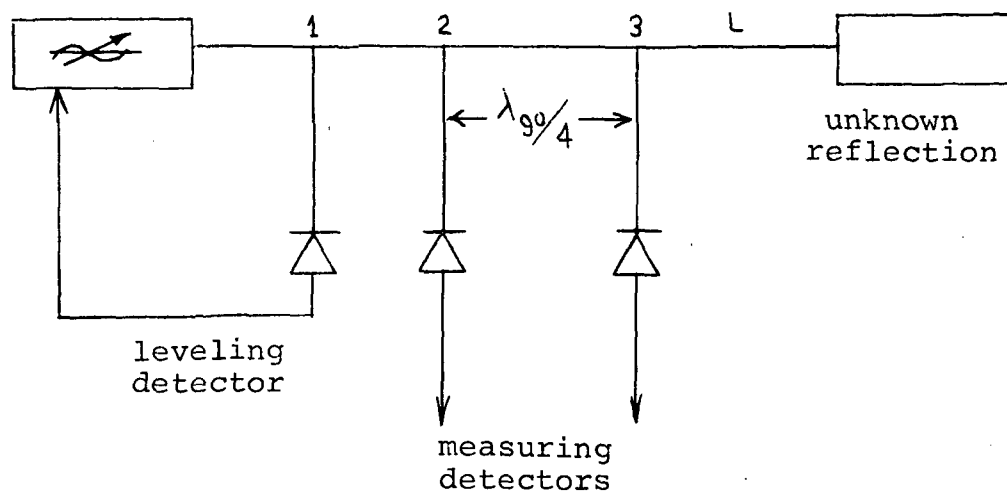 1 2 3 L
λg0/4
unknown
reflection
leveling
detector
measuring
detectors